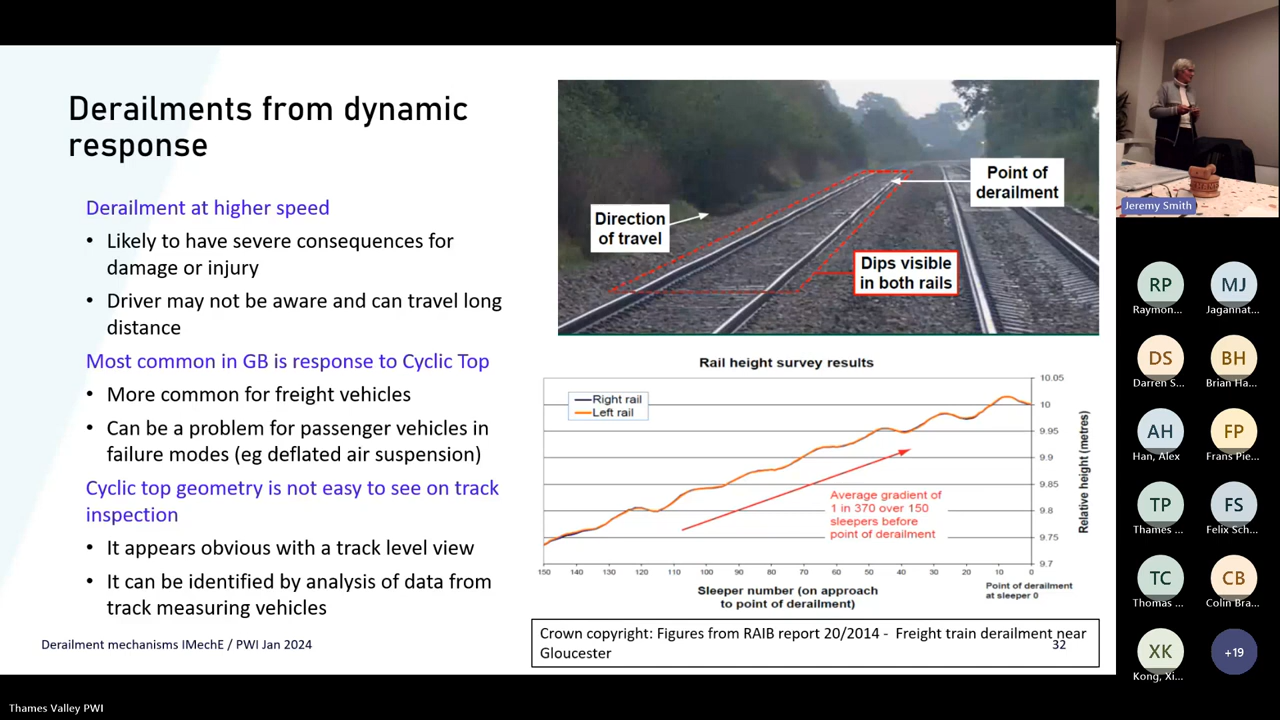 Derailments from dynamic
response
Derailment at higher speed
• Likely to have severe consequences for
damage or injury
• Driver may not be aware and can travel long
distance
Most common in GB is response to Cyclic Top
• More common for freight vehicles
• Can be a problem for passenger vehicles in
failure modes (eg deflated air suspension)
Cyclic top geometry is not easy to see on track
inspection
• It appears obvious with a track level view
• It can be identified by analysis of data from
track measuring vehicles
Derailment mechanisms IMechE / PWI Jan 2024
Direction
of travel
Point of
derailment
Dips visible
in both rails
Rail height survey results
Right rail
Left rail
10.05
10
9.95
9.9
9.85
9.8
9.75
9.7
Relative height (metres)
Average gradient of
1 in 370 over 150
sleepers before
point of derailment
150 140 130 120 110 100 90 80 70 60 50 40 30 20 10 0
Sleeper number (on approach
to point of derailment)
Point of derailment
at sleeper 0
Crown copyright: Figures from RAIB report 20/2014 - Freight train derailment near
Gloucester
32
Jeremy Smith
RP
Raymon...
MJ
Jagannat...
DS
Darren S...
BH
Brian Ha...
AH
Han, Alex
FP
Frans Pie...
TP
Thames ...
FS
Felix Sch...
TC
Thomas ...
CB
Colin Bra...
XK
Kong, Xi...
+19
Thames Valley PWI